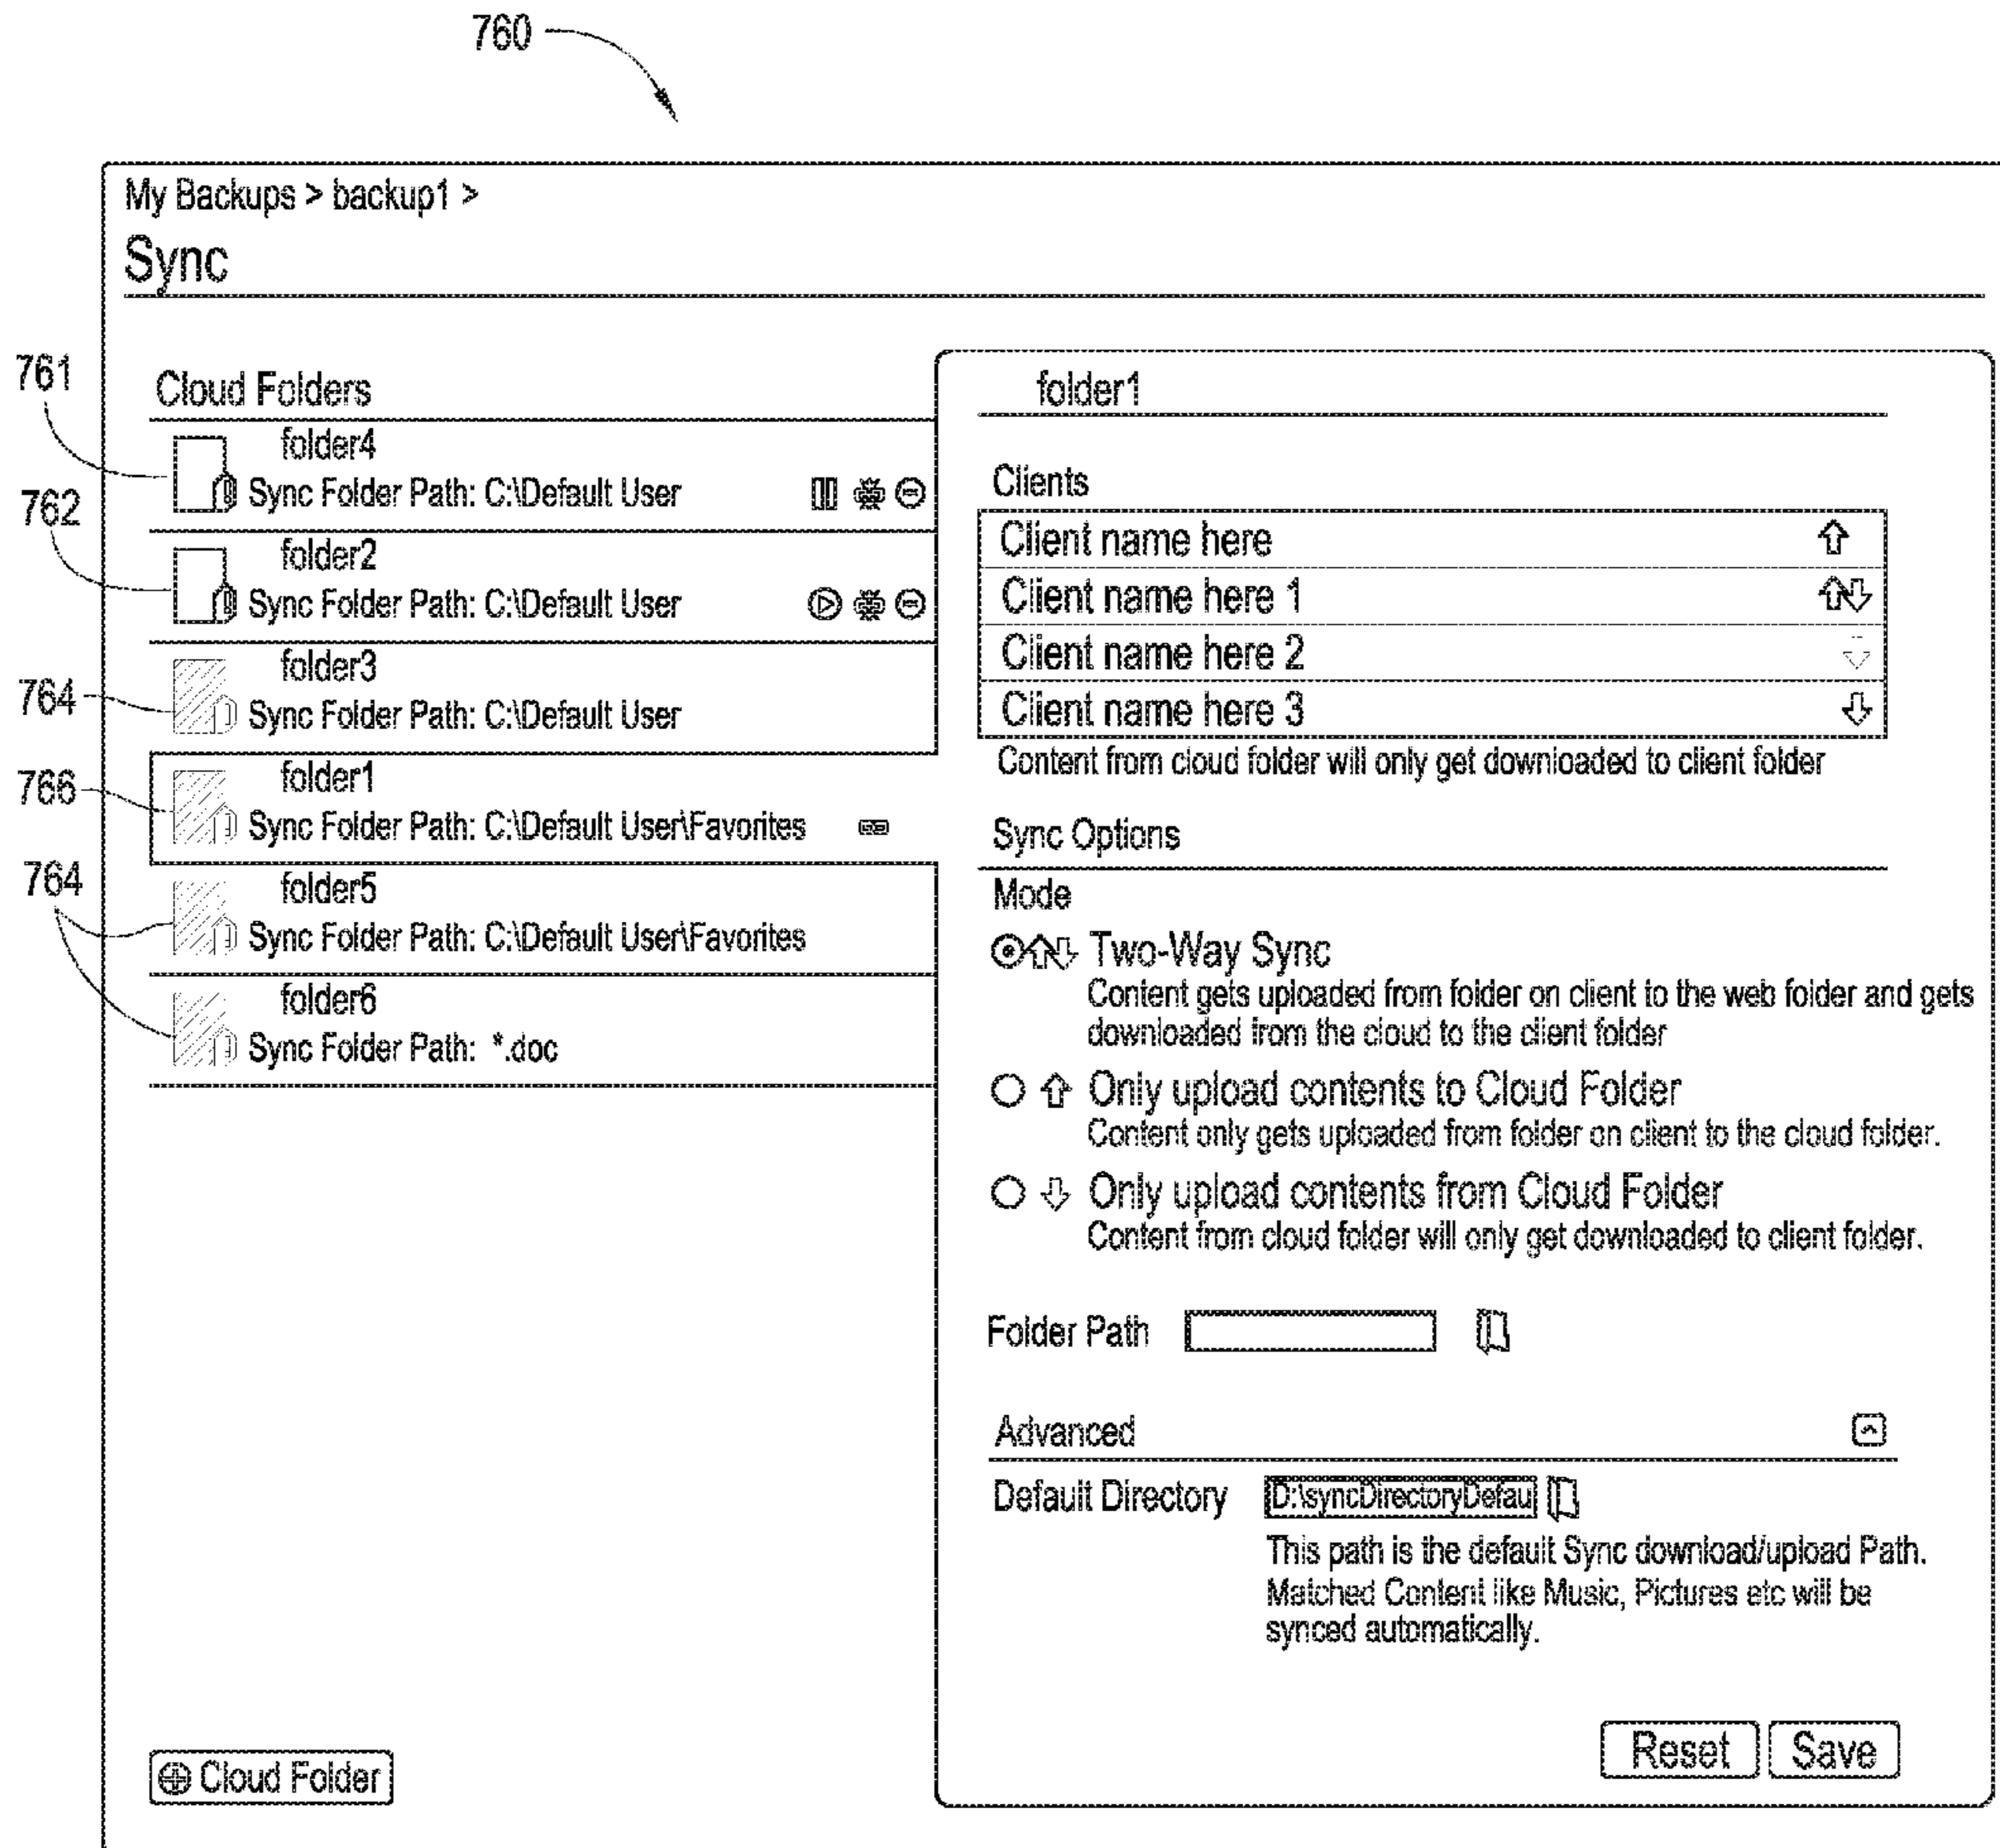 760
My Backups > backup1 >
Sync
761
762
764
766
764
Cloud Folders
folder4
Sync Folder Path: C:\Default User
folder2
Sync Folder Path: C:\Default User
folder3
Sync Folder Path: C:\Default User
folder1
Sync Folder Path: C:\Default User\Favorites
folder5
Sync Folder Path: C:\Default User\Favorites
folder6
Sync Folder Path: *.doc
Cloud Folder
folder1
Clients
Client name here
Client name here 1
Client name here 2
Client name here 3
Content from cloud folder will only get downloaded to client folder
Sync Options
Mode
Two-Way Sync
Content gets uploaded from folder on client to the web folder and gets
downloaded from the cloud to the client folder
Only upload contents to Cloud Folder
Content only gets uploaded from folder on client to the cloud folder.
Only upload contents from Cloud Folder
Content from cloud folder will only get downloaded to client folder.
Folder Path
Advanced
Default Directory D:\syncDirectoryDefau
This path is the default Sync download/upload Path.
Matched Content like Music, Pictures etc will be
synced automatically.
Reset Save